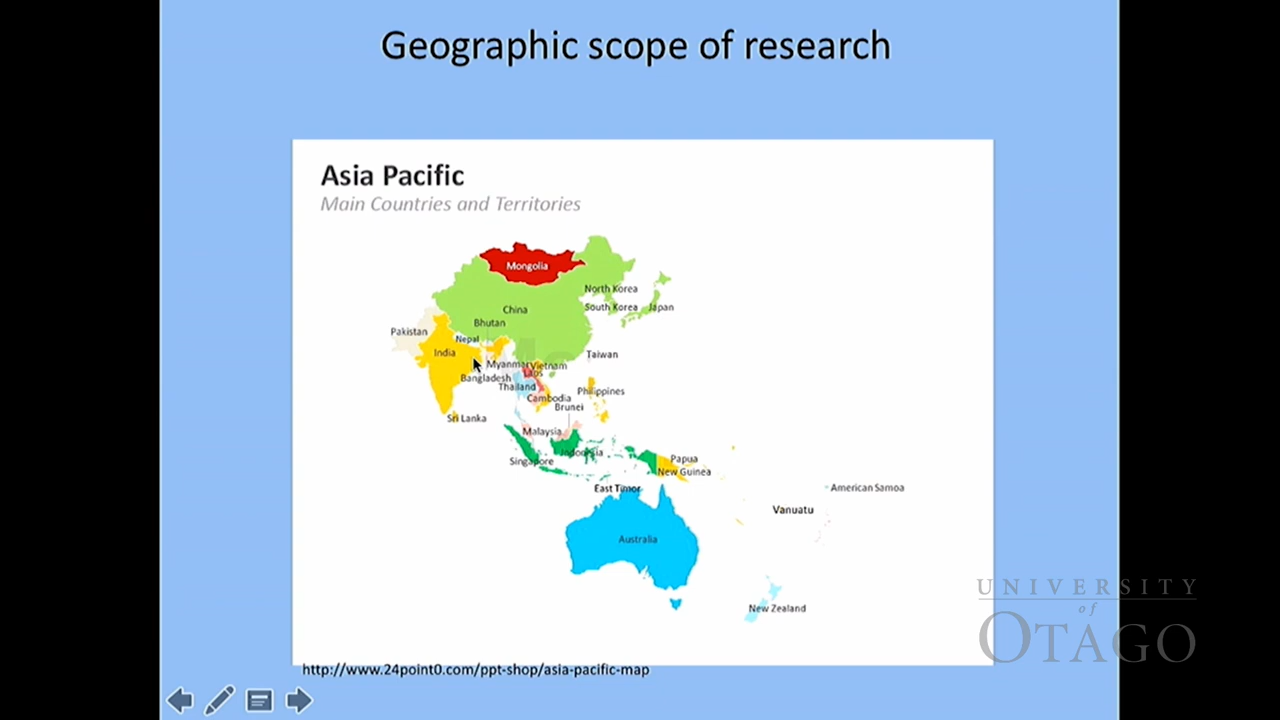 Geographic scope of research
Asia Pacific
Main Countries and Territories
Mongolia
North Korea
China
South Korea
Japan
Bhutan
Pakistan
Nepal
India
Taiwan
Myanmar
Vietnam
Laos
Bangladesh
Thailand
Philippines
Cambodia
Brunei
Sri Lanka
Malaysia
Indonesia
Singapore
Papua
New Guinea
East Timor
American Samoa
Vanuatu
Australia
New Zealand
UNIVERSITY
of
OTAGO
http://www.24point0.com/ppt-shop/asia-pacific-map